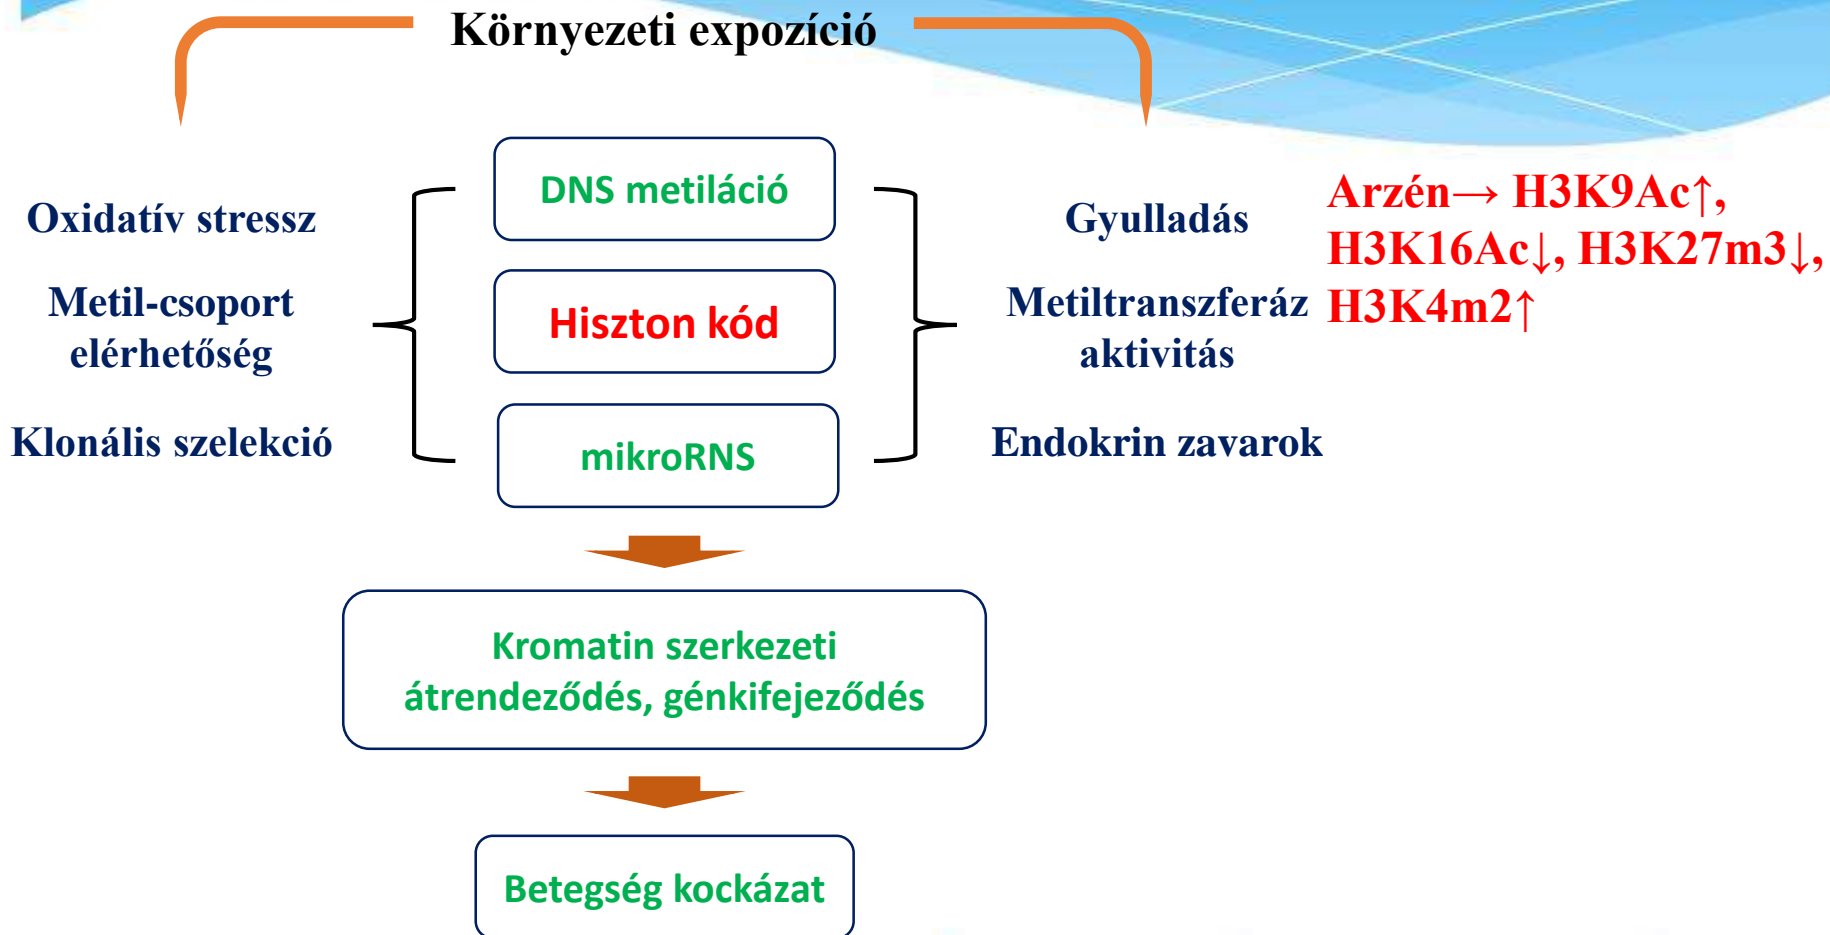 Környezeti expozíció
Oxidatív stressz
Metil-csoport
elérhetőség
Klonális szelekció
DNS metiláció
Hiszton kód
mikroRNS
Gyulladás
Metiltranszferáz
aktivitás
Endokrin zavarok
Arzén→ H3K9Ac↑,
H3K16Ac↓, H3K27m3↓,
H3K4m2↑
Kromatin szerkezeti
átrendeződés, génkifejeződés
Betegség kockázat